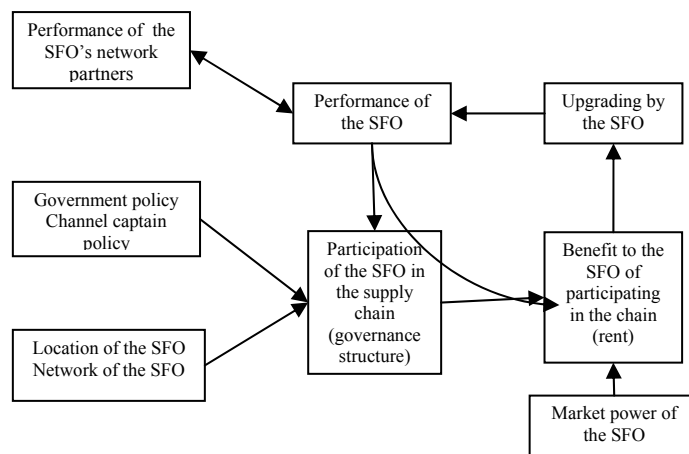 Performance of the
SFO's network
partners
Performance of
the SFO
Upgrading by
the SFO
Government policy
Channel captain
policy
Participation
of the SFO in
the supply
chain
(governance
structure)
Benefit to the
SFO of
participating
in the chain
(rent)
Location of the SFO
Network of the SFO
Market power of
the SFO